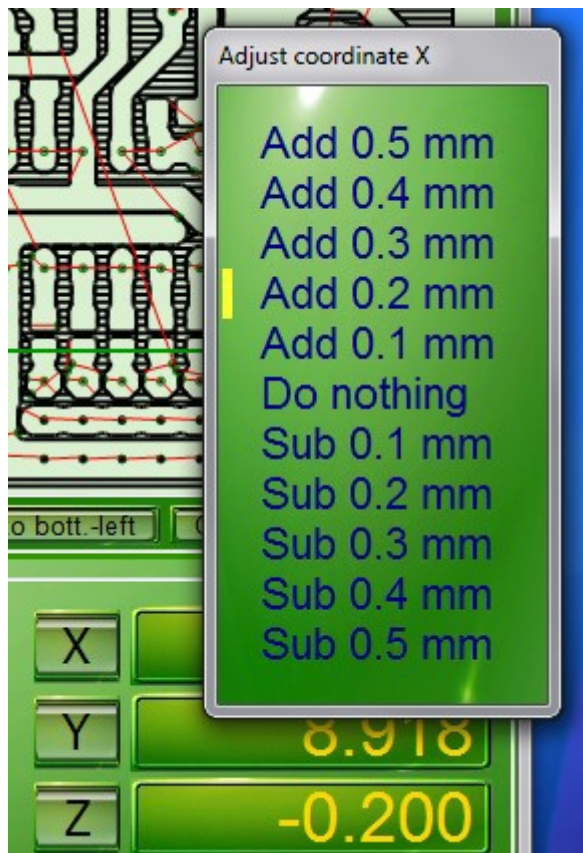 Adjust coordinate X
Add 0.5 mm
Add 0.4 mm
Add 0.3 mm
Add 0.2 mm
Add 0.1 mm
Do nothing
Sub 0.1 mm
Sub 0.2 mm
Sub 0.3 mm
Sub 0.4 mm
Sub 0.5 mm
o bott.-left
X
Y 8.918
Z -0.200